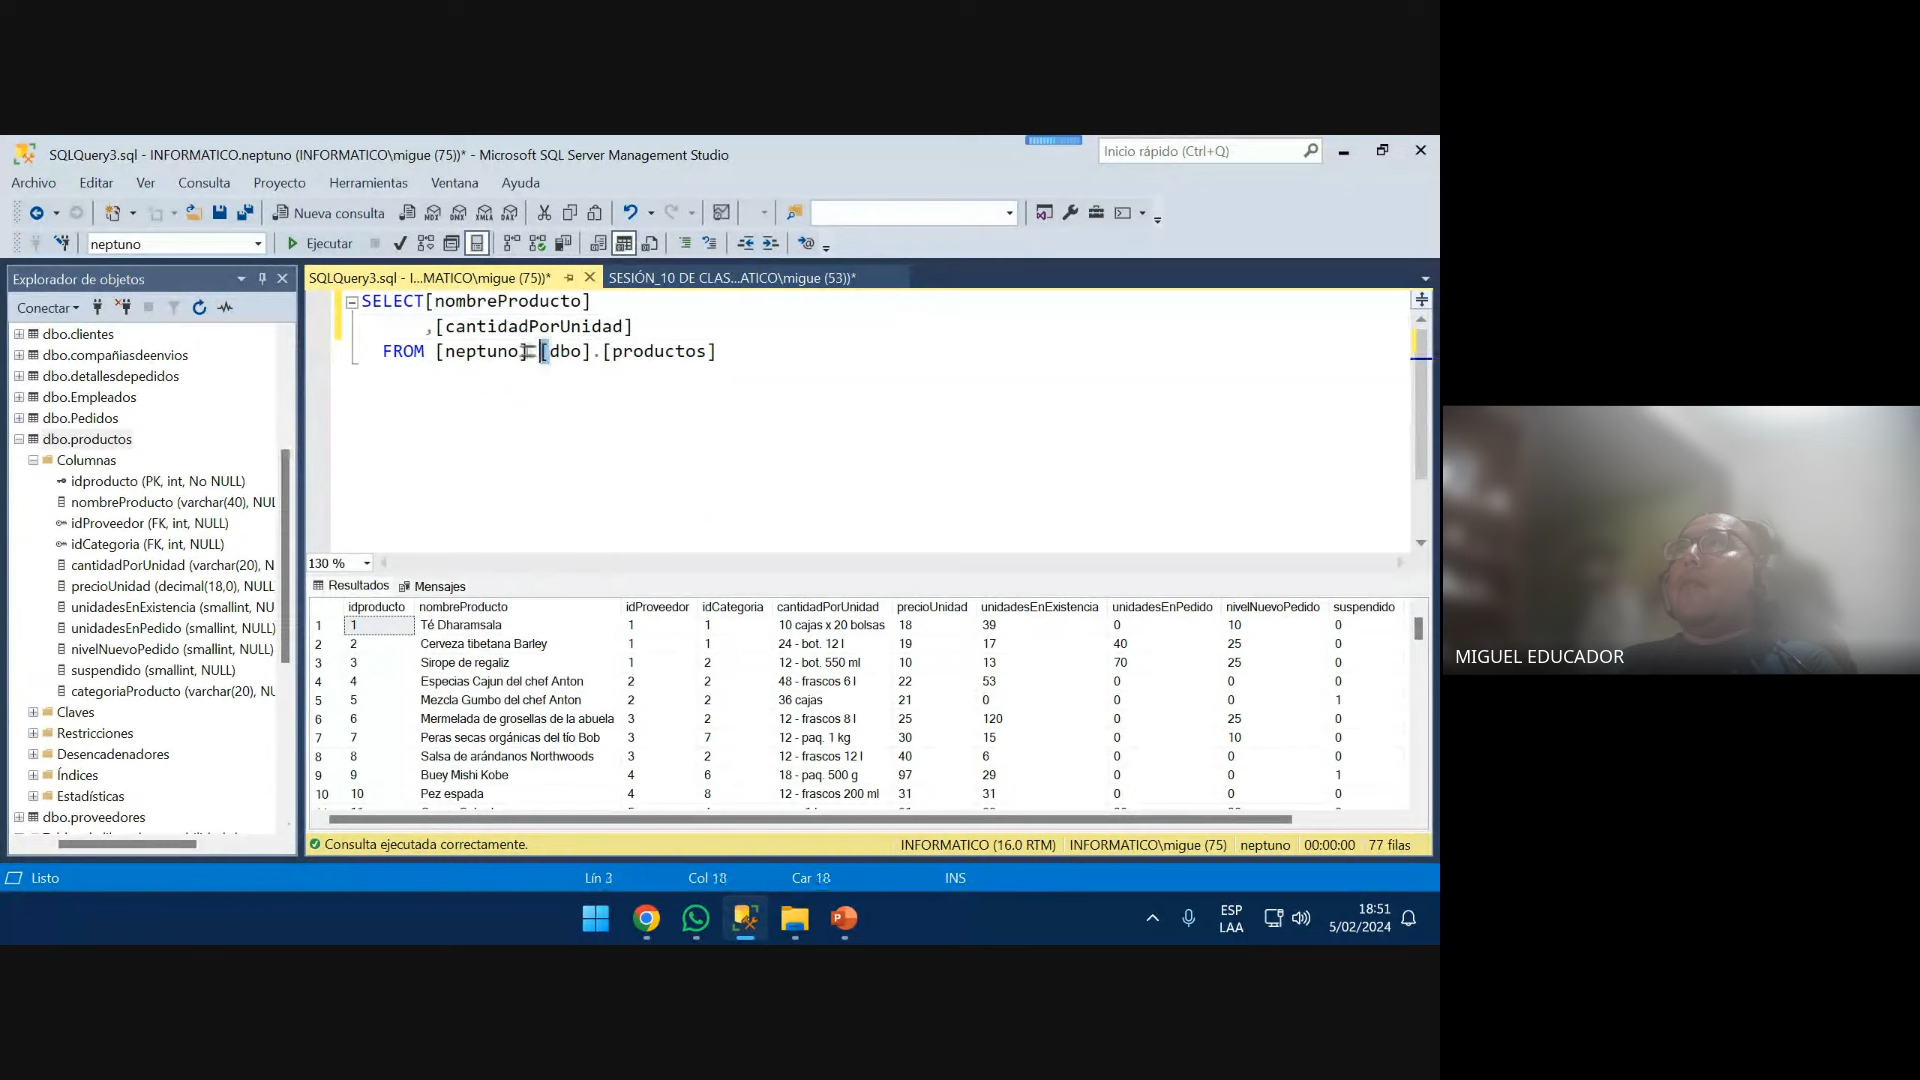 SQLQuery3.sql - INFORMATICO.neptuno (INFORMATICO\migue (75))* - Microsoft SQL Server Management Studio
Inicio rápido (Ctrl+Q)
Archivo Editar Ver Consulta Proyecto Herramientas Ventana Ayuda
Nueva consulta
neptuno Ejecutar
Explorador de objetos
SQLQuery3.sql - I...MATICO\migue (75))* SESIÓN_10 DE CLAS...ATICO\migue (53))*
Conectar
dbo.clientes
dbo.compañiasdeenvios
dbo.detallesdepedidos
dbo.Empleados
dbo.Pedidos
dbo.productos
Columnas
idproducto (PK, int, No NULL)
nombreProducto (varchar(40), NUL
idProveedor (FK, int, NULL)
idCategoria (FK, int, NULL)
cantidadPorUnidad (varchar(20), N
precioUnidad (decimal(18,0), NULL
unidadesEnExistencia (smallint, NU
unidadesEnPedido (smallint, NULL)
nivelNuevoPedido (smallint, NULL)
suspendido (smallint, NULL)
categoriaProducto (varchar(20), NU
Claves
Restricciones
Desencadenadores
Índices
Estadísticas
dbo.proveedores
SELECT[nombreProducto]
,[cantidadPorUnidad]
FROM [neptuno].[dbo].[productos]
130 %
Resultados Mensajes
idproducto nombreProducto idProveedor idCategoria cantidadPorUnidad precioUnidad unidadesEnExistencia unidadesEnPedido nivelNuevoPedido suspendido
1 1 Té Dharamsala 1 1 10 cajas x 20 bolsas 18 39 0 10 0
2 2 Cerveza tibetana Barley 1 1 24 - bot. 12 l 19 17 40 25 0
3 3 Sirope de regaliz 1 2 12 - bot. 550 ml 10 13 70 25 0
4 4 Especias Cajun del chef Anton 2 2 48 - frascos 6 l 22 53 0 0 0
5 5 Mezcla Gumbo del chef Anton 2 2 36 cajas 21 0 0 0 1
6 6 Mermelada de grosellas de la abuela 3 2 12 - frascos 8 l 25 120 0 25 0
7 7 Peras secas orgánicas del tío Bob 3 7 12 - paq. 1 kg 30 15 0 10 0
8 8 Salsa de arándanos Northwoods 3 2 12 - frascos 12 l 40 6 0 0 0
9 9 Buey Mishi Kobe 4 6 18 - paq. 500 g 97 29 0 0 1
10 10 Pez espada 4 8 12 - frascos 200 ml 31 31 0 0 0
Consulta ejecutada correctamente. INFORMATICO (16.0 RTM) INFORMATICO\migue (75) neptuno 00:00:00 77 filas
Listo Lín 3 Col 18 Car 18 INS
ESP
LAA
18:51
5/02/2024
MIGUEL EDUCADOR